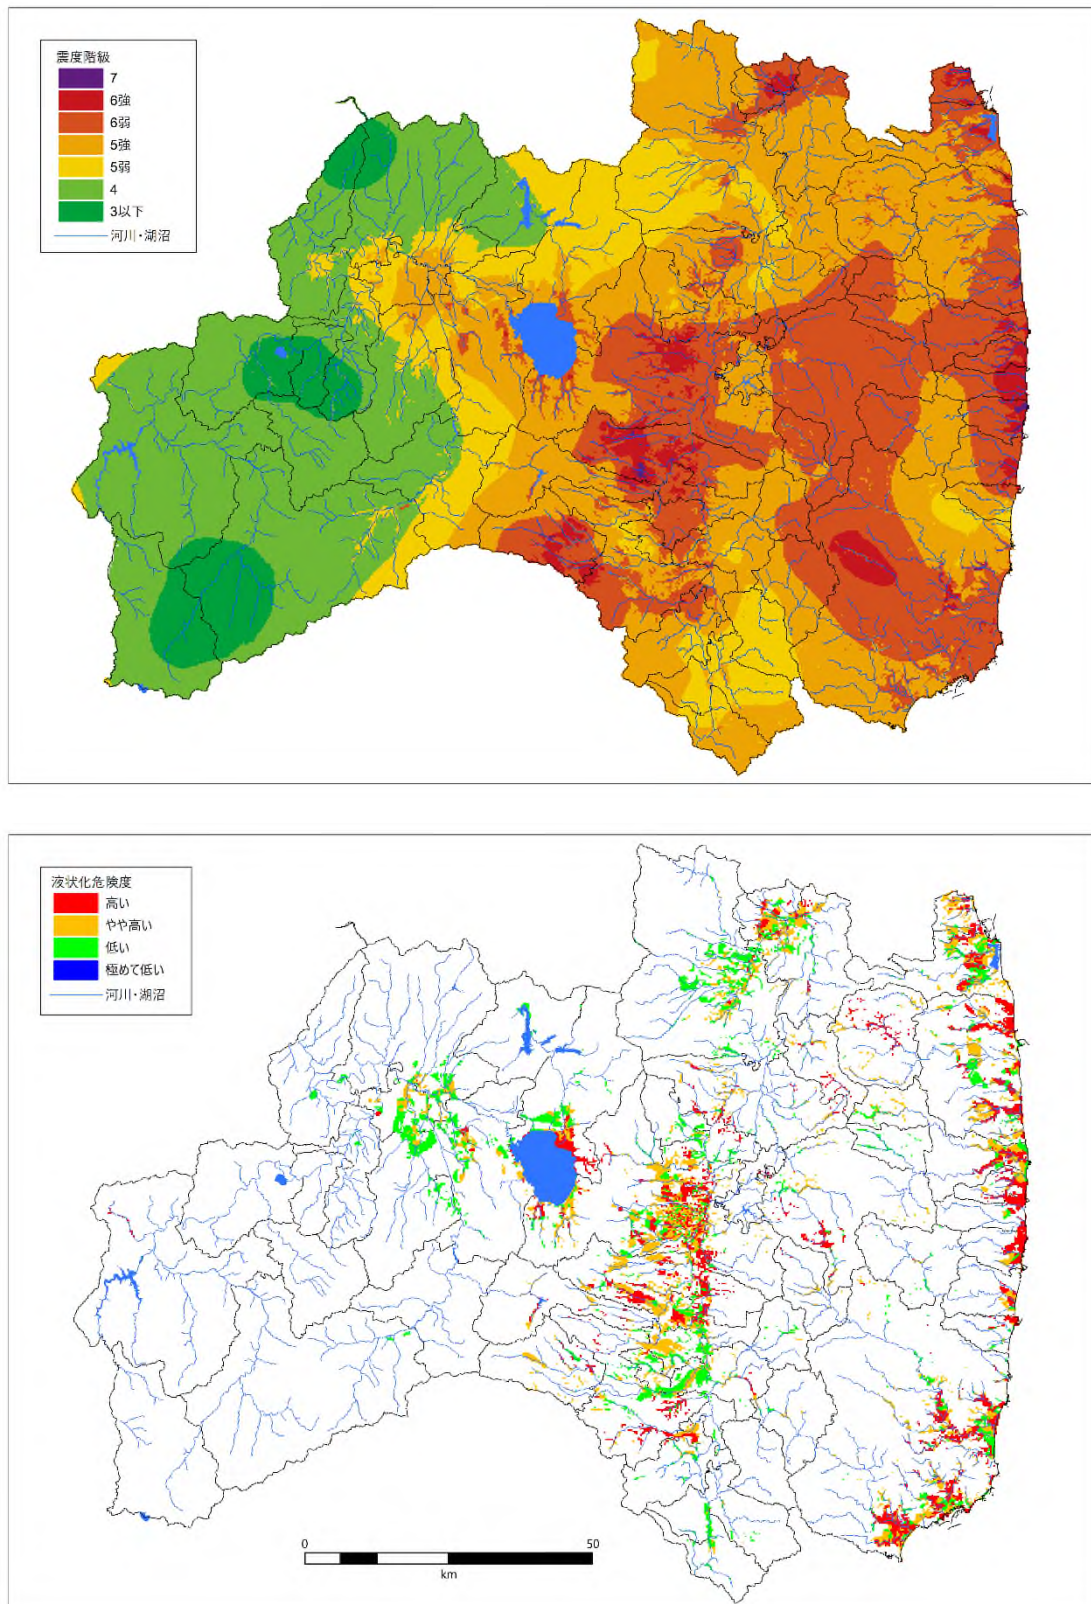 震度階級
7
6強
6弱
5強
5弱
4
3以下
河川・湖沼
液状化危険度
高い
やや高い
低い
極めて低い
河川・湖沼
0 50
km